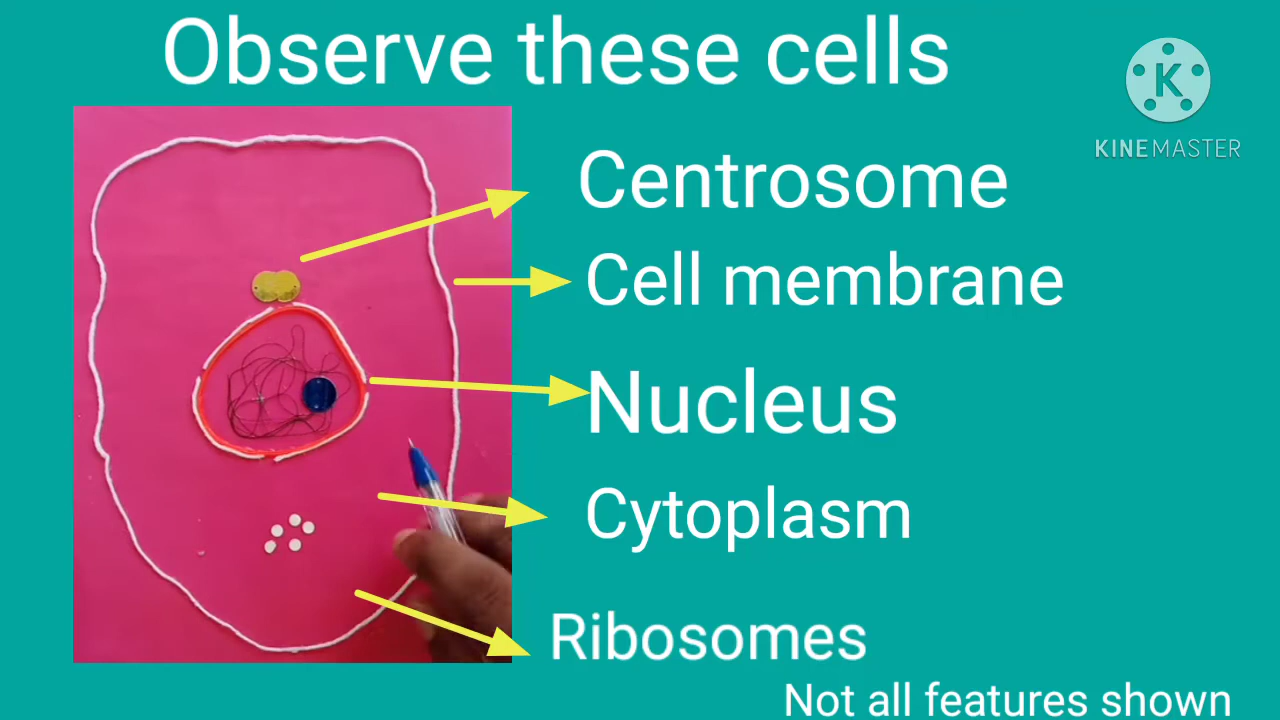 Observe these cells
K
KINEMASTER
Centrosome
Cell membrane
Nucleus
Cytoplasm
Ribosomes
Not all features shown